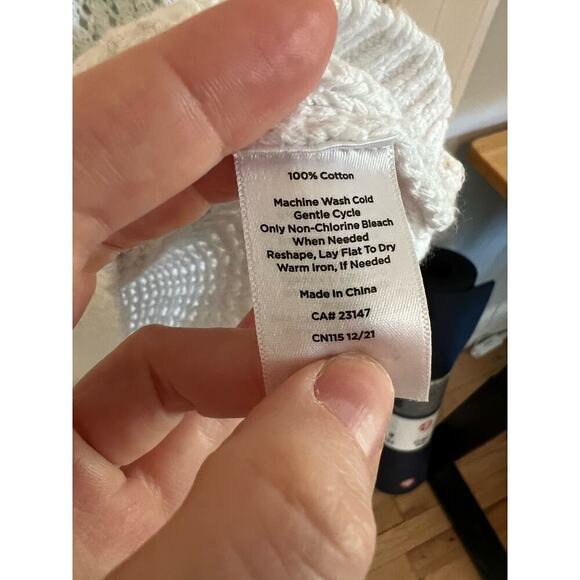 100% Cotton
Machine Wash Cold
Gentle Cycle
Only Non-Chlorine Bleach
When Needed
Reshape, Lay Flat To Dry
Warm Iron, If Needed
Made In China
CA# 23147
CN115 12/21